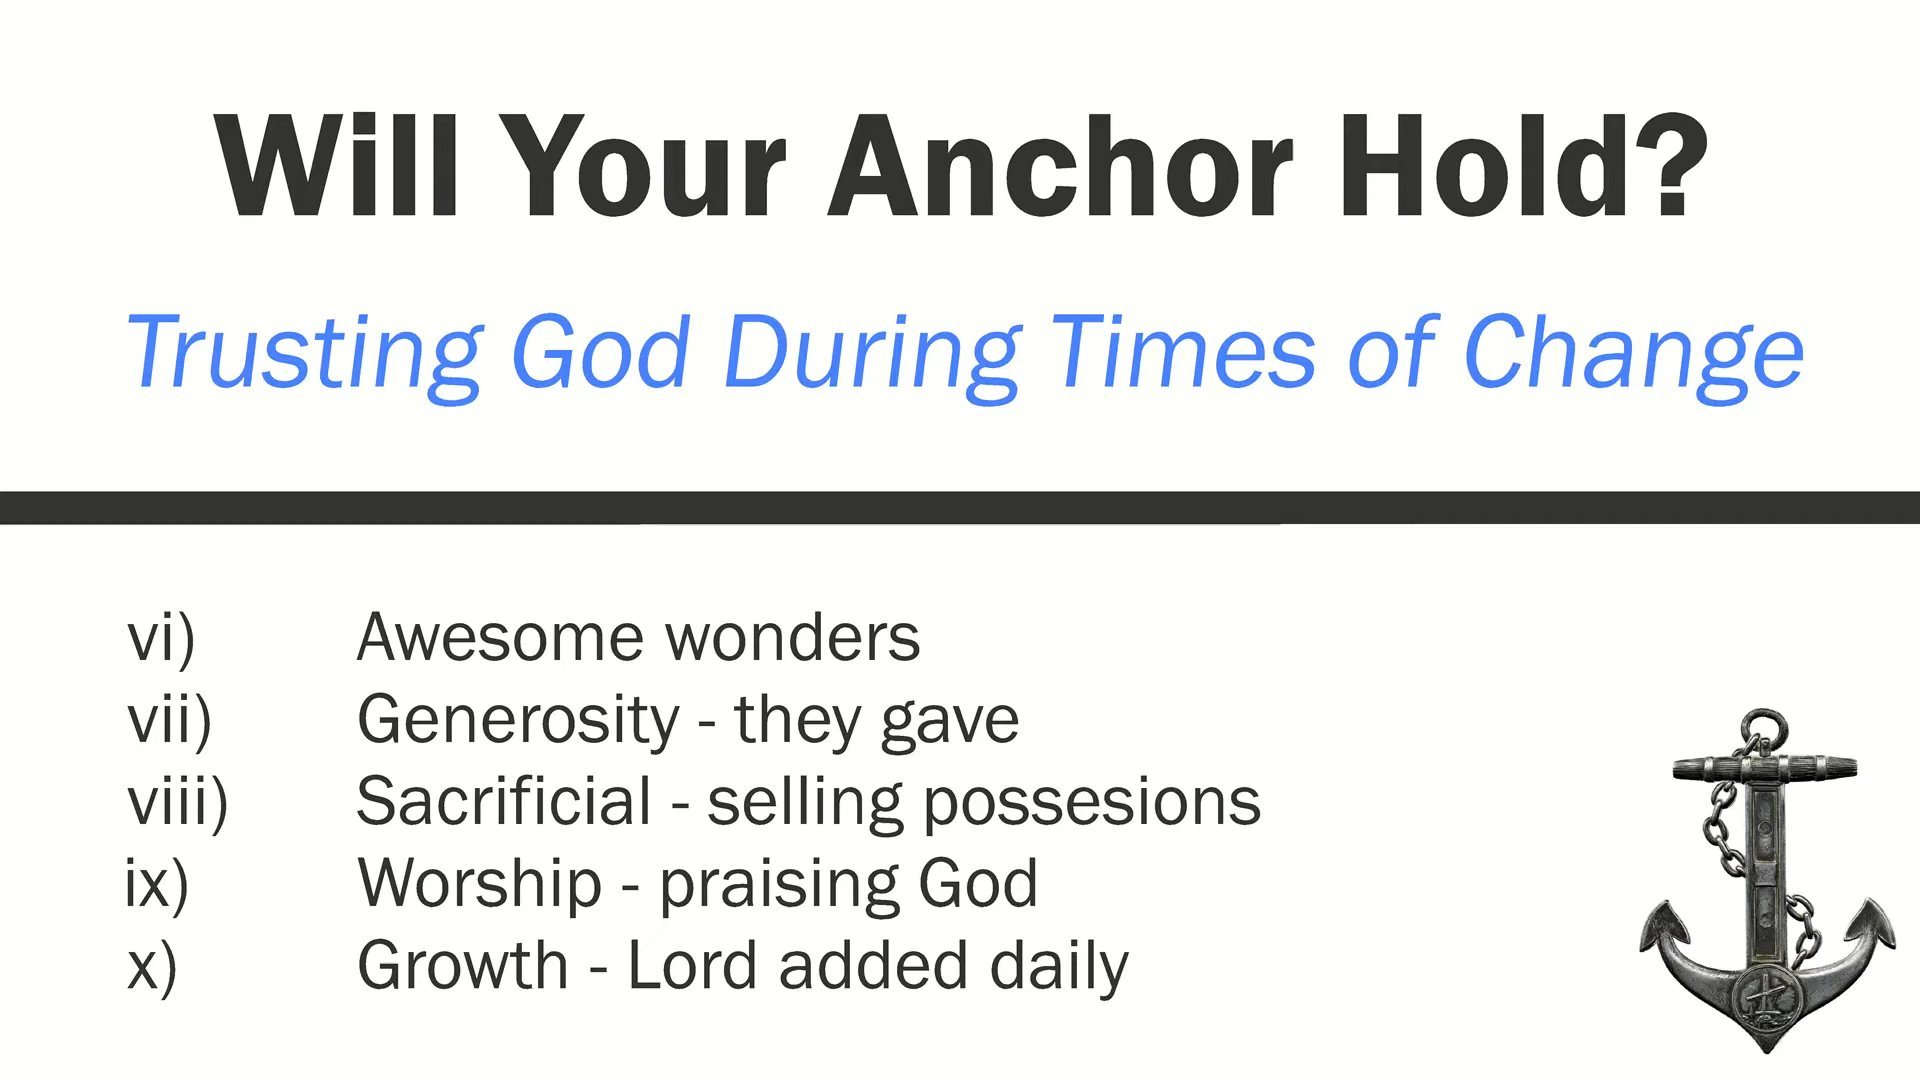 Will Your Anchor Hold?
Trusting God During Times of Change
vi) Awesome wonders
vii) Generosity - they gave
viii) Sacrificial - selling possesions
ix) Worship - praising God
x) Growth - Lord added daily